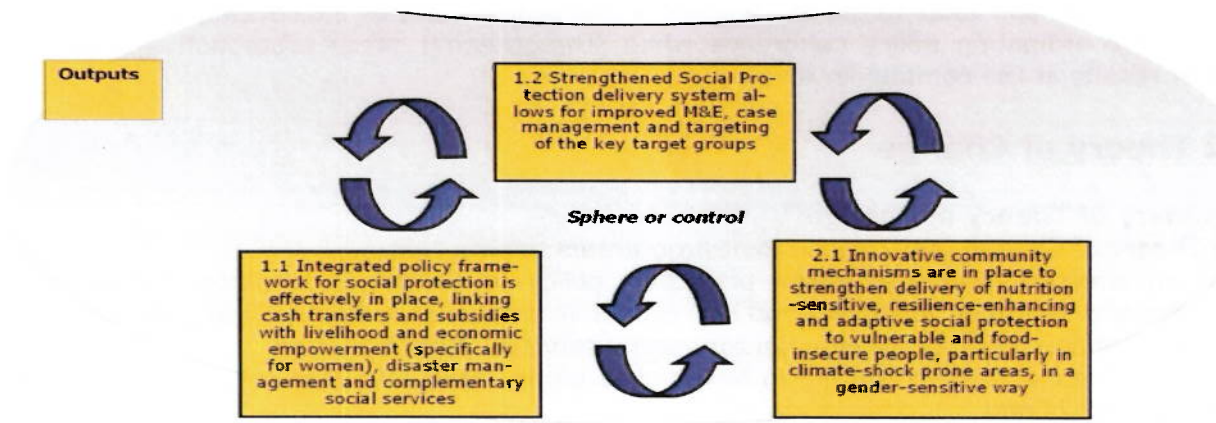 Outputs
1.2 Strengthened Social Pro-
tection delivery system al-
lows for improved M&E, case
management and targeting
of the key target groups
Sphere or control
1.1 Integrated policy frame-
work for social protection is
effectively in place, linking
cash transfers and subsidies
with livelihood and economic
empowerment (specifically
for women), disaster man-
agement and complementary
social services
2.1 Innovative community
mechanisms are in place to
strengthen delivery of nutrition
-sensitive, resilience-enhancing
and adaptive social protection
to vulnerable and food-
insecure people, particularly in
climate-shock prone areas, in a
gender-sensitive way